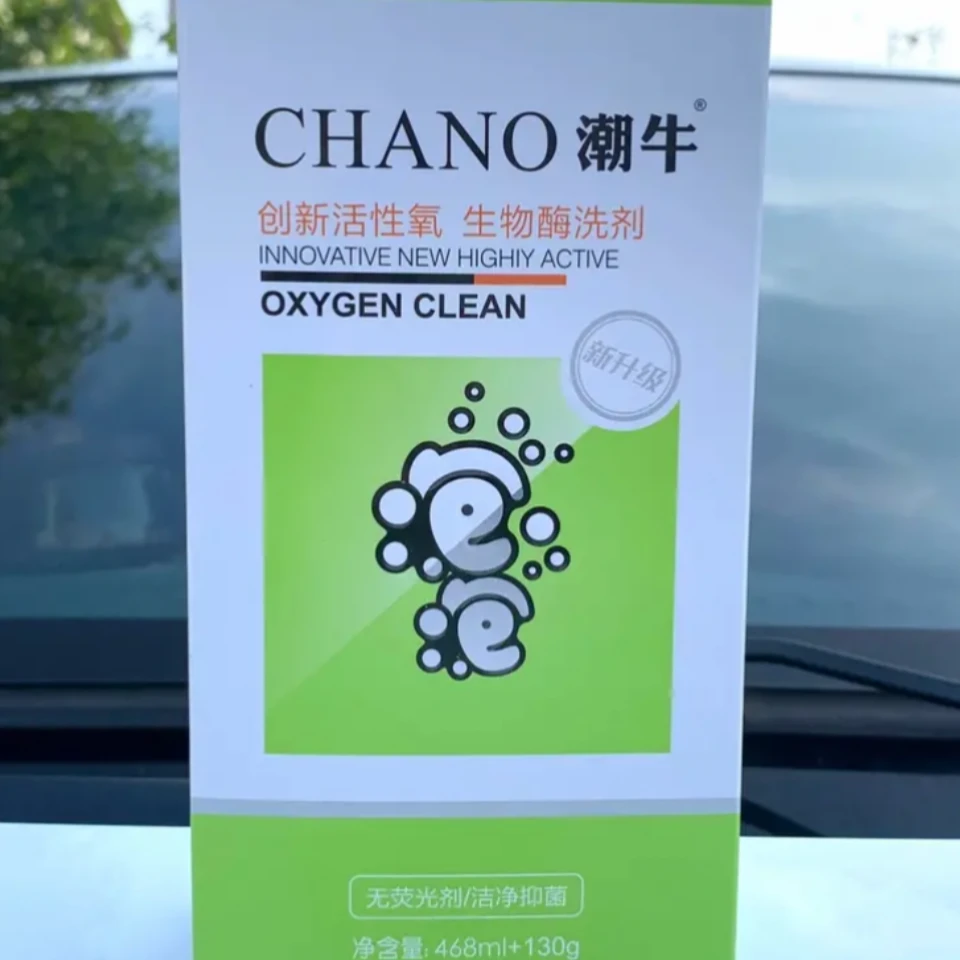 CHANO 潮牛®
创新活性氧 生物酶洗剂
INNOVATIVE NEW HIGHIY ACTIVE
OXYGEN CLEAN
新升级
无荧光剂/洁净抑菌
净含量: 468ml+130g